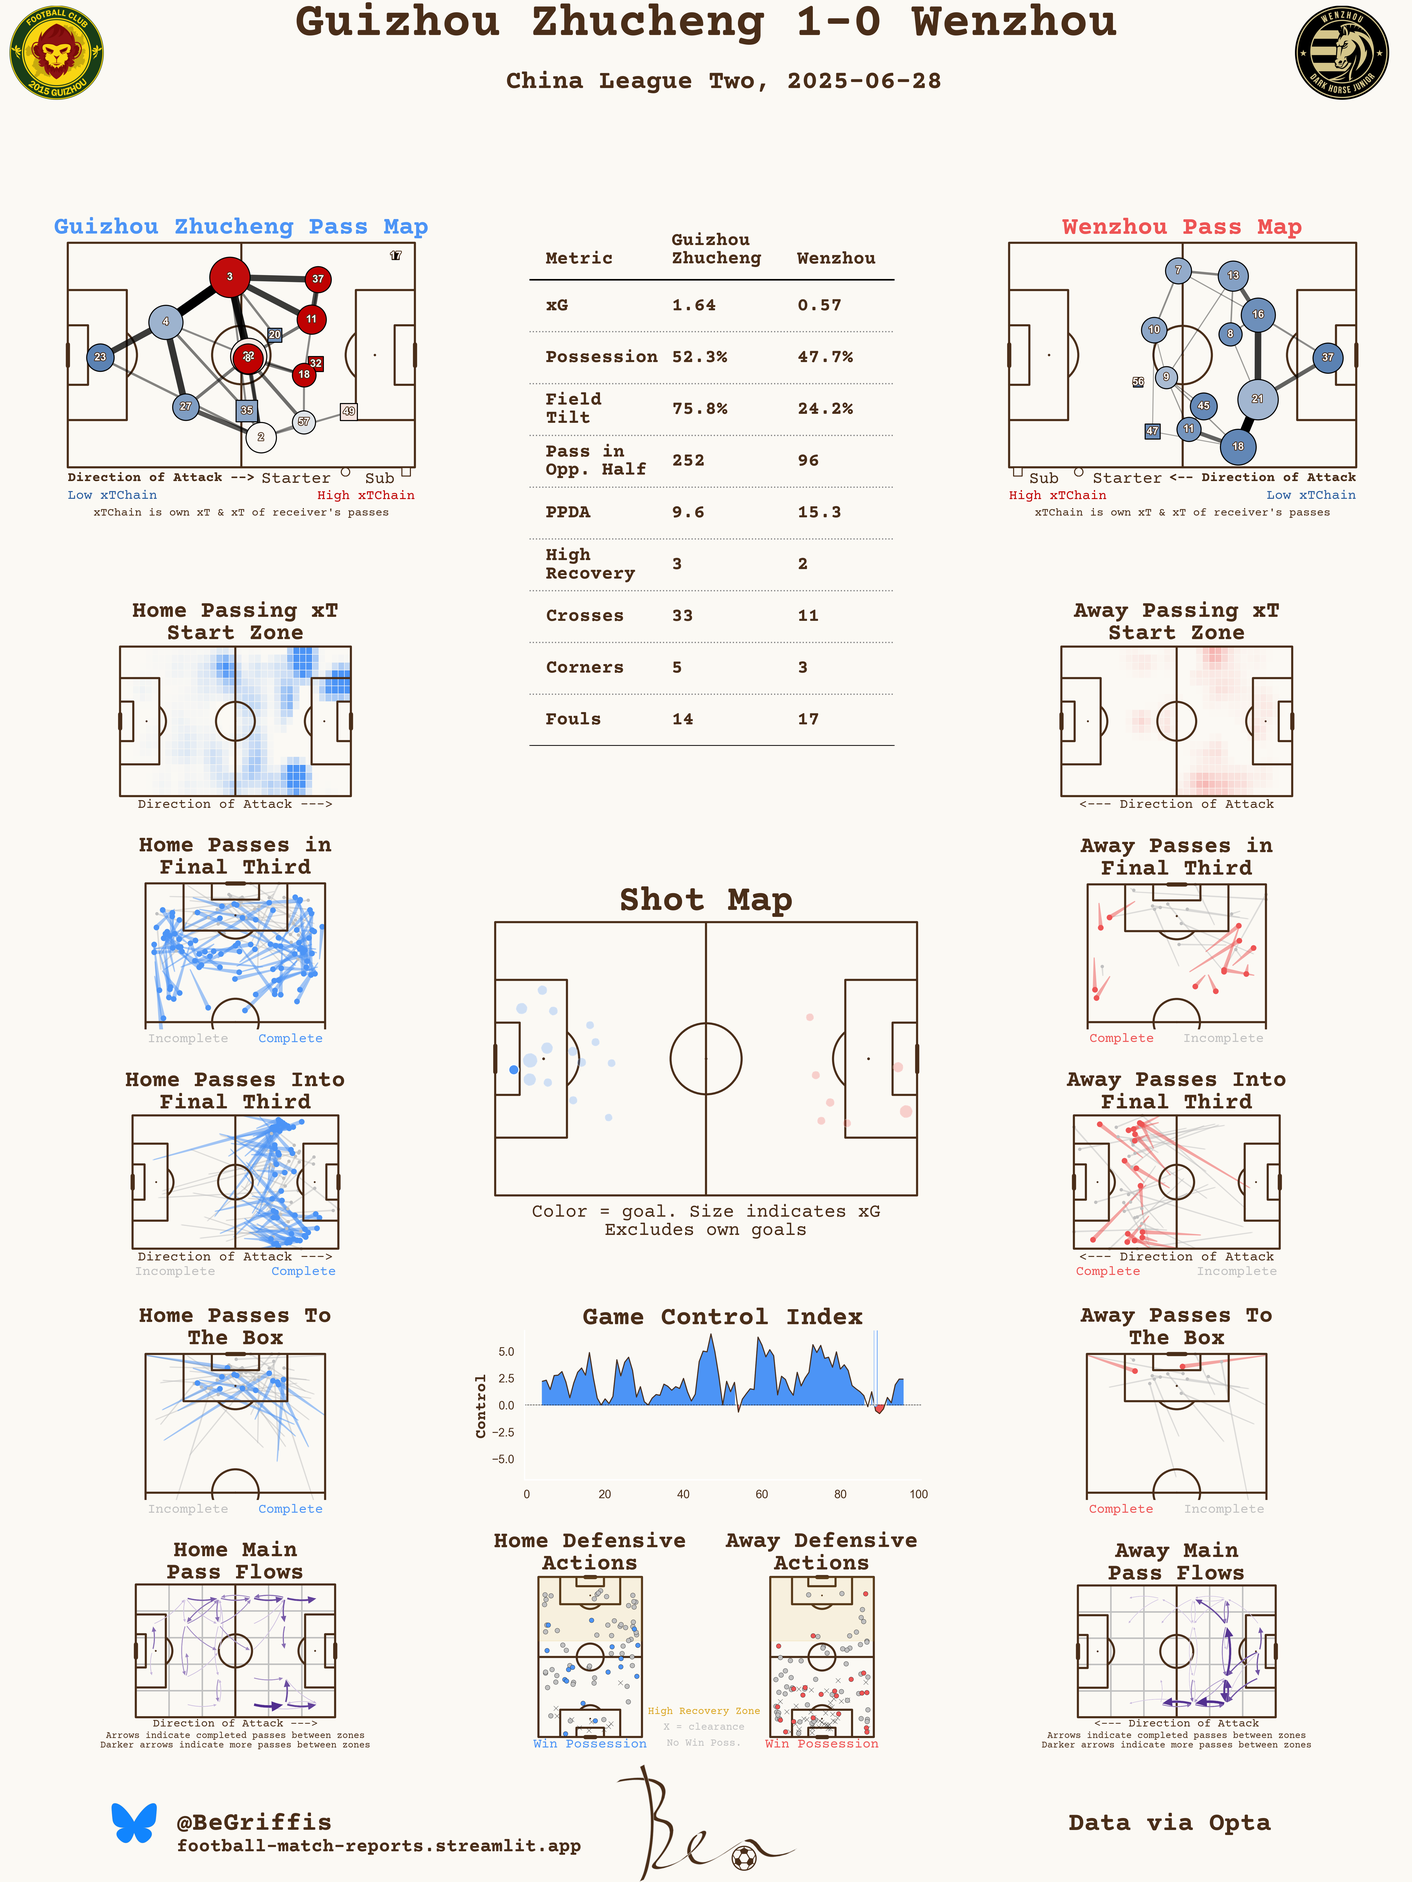 Guizhou Zhucheng 1-0 Wenzhou
China League Two, 2025-06-28
FOOTBALL CLUB
2015 GUIZHOU
WENZHOU
DARK HORSE JUNIOR
Guizhou Zhucheng Pass Map
17
3
37
4
11
20
23
8
32
18
27
35
49
57
2
Direction of Attack --> Starter Sub
Low xTChain High xTChain
xTChain is own xT & xT of receiver's passes
Metric Guizhou Zhucheng Wenzhou
xG 1.64 0.57
Possession 52.3% 47.7%
Field Tilt 75.8% 24.2%
Pass in Opp. Half 252 96
PPDA 9.6 15.3
High Recovery 3 2
Crosses 33 11
Corners 5 3
Fouls 14 17
Wenzhou Pass Map
7
13
16
10
8
37
9
56
21
45
47
11
18
Sub Starter <-- Direction of Attack
High xTChain Low xTChain
xTChain is own xT & xT of receiver's passes
Home Passing xT
Start Zone
Direction of Attack --->
Away Passing xT
Start Zone
<--- Direction of Attack
Home Passes in
Final Third
Incomplete Complete
Away Passes in
Final Third
Complete Incomplete
Shot Map
Color = goal. Size indicates xG
Excludes own goals
Home Passes Into
Final Third
Direction of Attack --->
Incomplete Complete
Away Passes Into
Final Third
<--- Direction of Attack
Complete Incomplete
Home Passes To
The Box
Incomplete Complete
Game Control Index
Control
5.0
2.5
0.0
−2.5
−5.0
0 20 40 60 80 100
Away Passes To
The Box
Complete Incomplete
Home Main
Pass Flows
Direction of Attack --->
Arrows indicate completed passes between zones
Darker arrows indicate more passes between zones
Home Defensive
Actions
Win Possession
High Recovery Zone
X = clearance
No Win Poss.
Away Defensive
Actions
Win Possession
Away Main
Pass Flows
<--- Direction of Attack
Arrows indicate completed passes between zones
Darker arrows indicate more passes between zones
@BeGriffis
football-match-reports.streamlit.app
Ben
Data via Opta